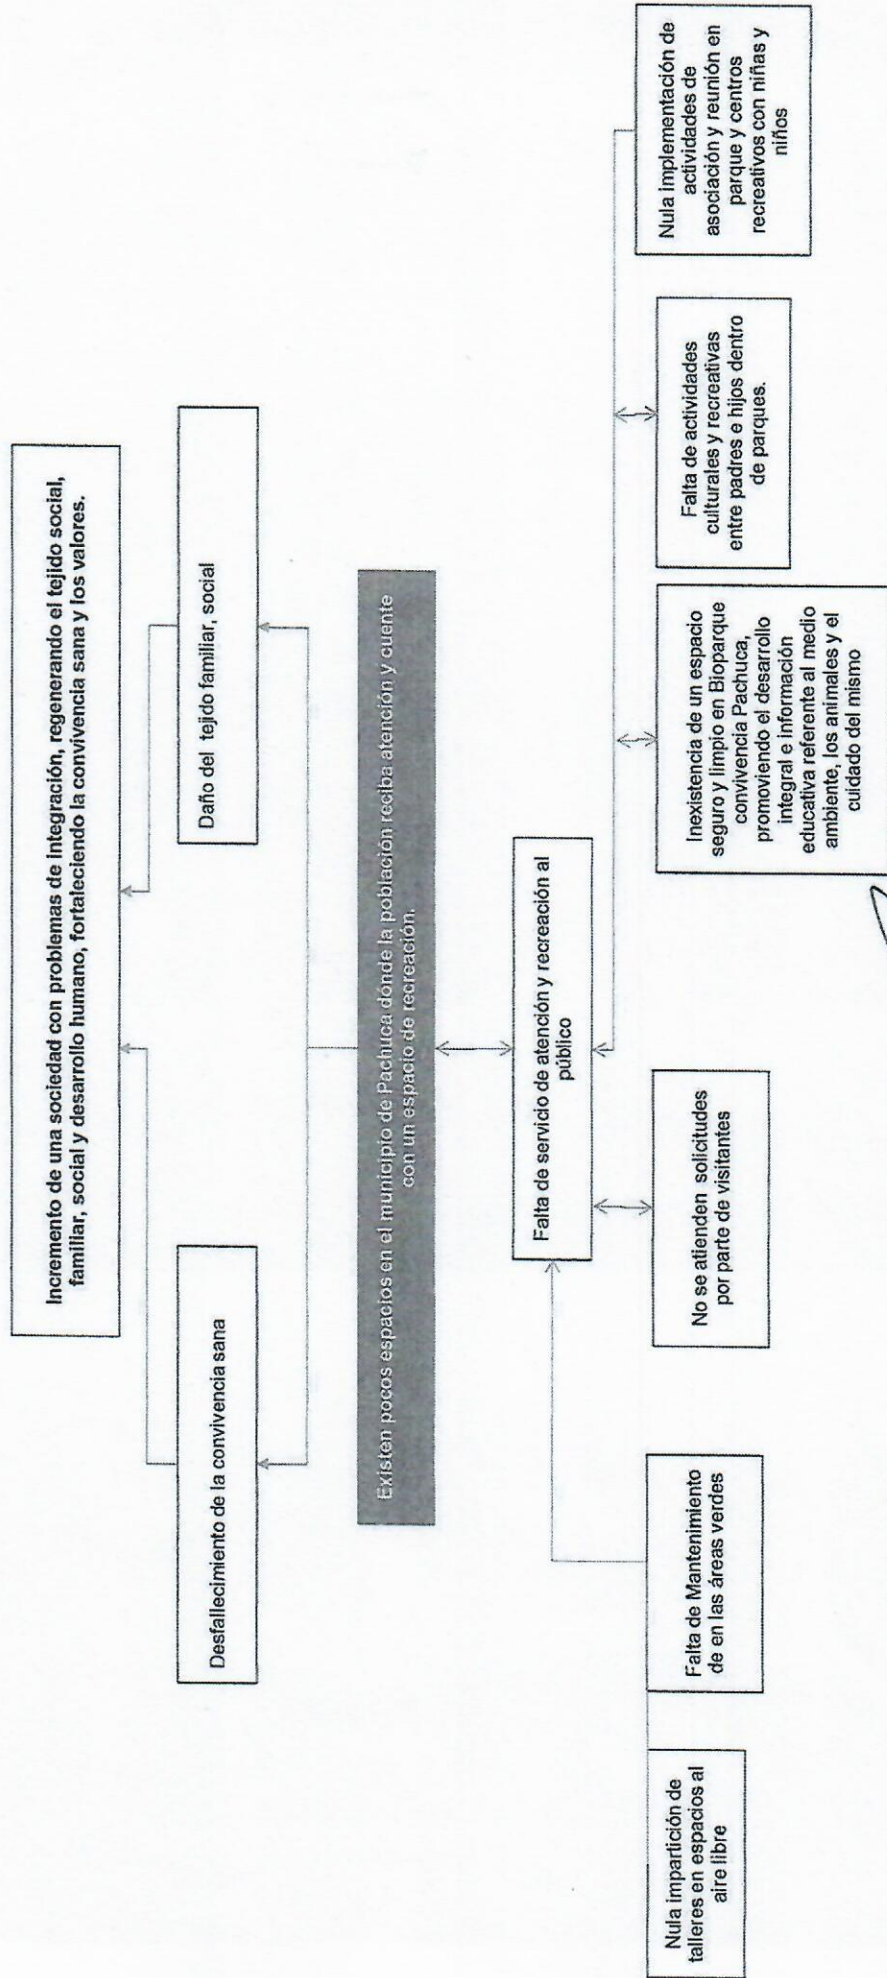 Incremento de una sociedad con problemas de integración, regenerando el tejido social,
familiar, social y desarrollo humano, fortaleciendo la convivencia sana y los valores.
Desfallecimiento de la convivencia sana
Daño del tejido familiar, social
Existen pocos espacios en el municipio de Pachuca dónde la población reciba atención y cuente
con un espacio de recreación.
Falta de servicio de atención y recreación al
público
Nula impartición de
talleres en espacios al
aire libre
Falta de Mantenimiento
de en las áreas verdes
No se atienden solicitudes
por parte de visitantes
Inexistencia de un espacio
seguro y limpio en Bioparque
convivencia Pachuca,
promoviendo el desarrollo
integral e información
educativa referente al medio
ambiente, los animales y el
cuidado del mismo
Falta de actividades
culturales y recreativas
entre padres e hijos dentro
de parques.
Nula implementación de
actividades de
asociación y reunión en
parque y centros
recreativos con niñas y
niños